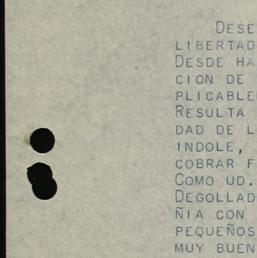 DESE
LIBERTAD
DESDE HA
CION DE
PLICABLE
RESULTA
DAD DE L
INDOLE,
COBRAR F
COMO UD.
DEGOLLAD
ÑIA CON
PEQUEÑOS
MUY BUEN